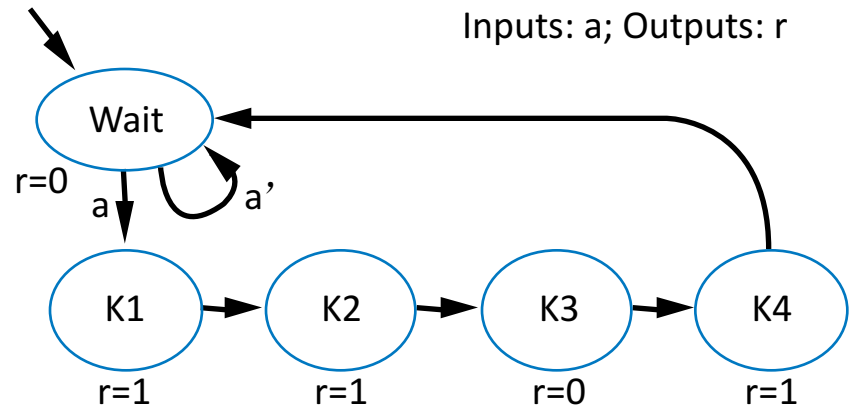 Inputs: a; Outputs: r
Wait
r=0
a
a’
K1
K2
K3
K4
r=1
r=1
r=0
r=1